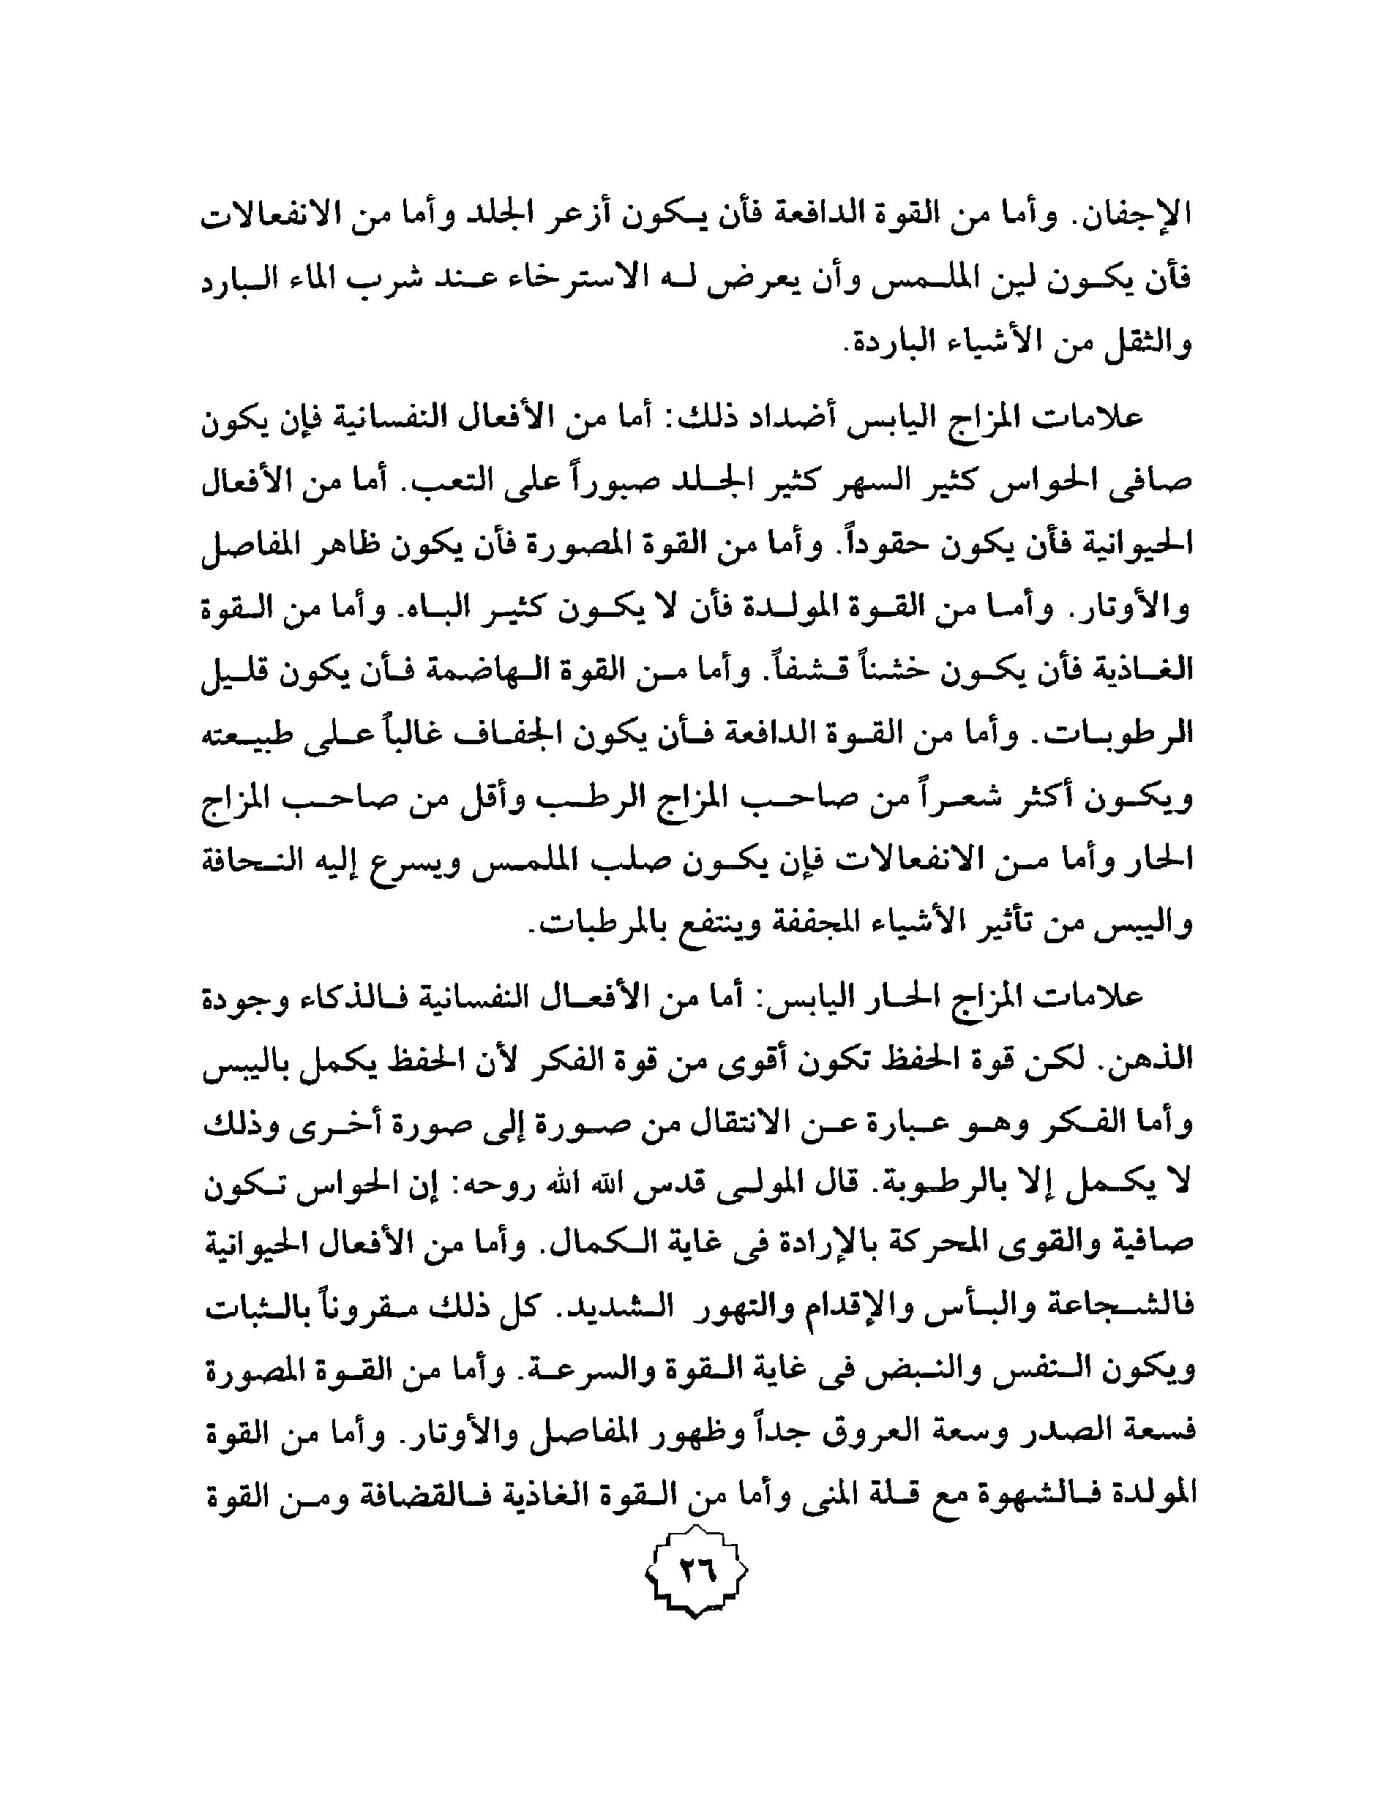 الإجفان. وأما من القوة الدافعة فأن يكون أزعر الجلد وأما من الانفعالات
فأن يكون لين الملمس وأن يعرض له الاسترخاء عند شرب الماء البارد
والثقل من الأشياء الباردة.
علامات المزاج اليابس أضداد ذلك: أما من الأفعال النفسانية فإن يكون
صافى الحواس كثير السهر كثير الجلد صبوراً على التعب. أما من الأفعال
الحيوانية فأن يكون حقوداً. وأما من القوة المصورة فأن يكون ظاهر المفاصل
والأوتار. وأما من القوة المولدة فأن لا يكون كثير الباه. وأما من القوة
الغاذية فأن يكون خشناً قشفاً. وأما من القوة الهاضمة فأن يكون قليل
الرطوبات. وأما من القوة الدافعة فأن يكون الجفاف غالباً على طبيعته
ويكون أكثر شعراً من صاحب المزاج الرطب وأقل من صاحب المزاج
الحار وأما من الانفعالات فإن يكون صلب الملمس ويسرع إليه النحافة
واليبس من تأثير الأشياء المجففة وينتفع بالمرطبات.
علامات المزاج الحار اليابس: أما من الأفعال النفسانية فالذكاء وجودة
الذهن. لكن قوة الحفظ تكون أقوى من قوة الفكر لأن الحفظ يكمل باليبس
وأما الفكر وهو عبارة عن الانتقال من صورة إلى صورة أخرى وذلك
لا يكمل إلا بالرطوبة. قال المولى قدس الله الله روحه: إن الحواس تكون
صافية والقوى المحركة بالإرادة فى غاية الكمال. وأما من الأفعال الحيوانية
فالشجاعة والبأس والإقدام والتهور الشديد. كل ذلك مقروناً بالثبات
ويكون النفس والنبض فى غاية القوة والسرعة. وأما من القوة المصورة
فسعة الصدر وسعة العروق جداً وظهور المفاصل والأوتار. وأما من القوة
المولدة فالشهوة مع قلة المنى وأما من القوة الغاذية فالقضافة ومن القوة
٢٦